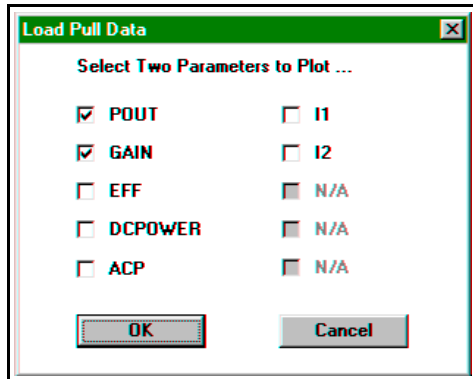 Load Pull Data
Select Two Parameters to Plot ...
POUT I1
GAIN I2
EFF N/A
DCPOWER N/A
ACP N/A
OK Cancel